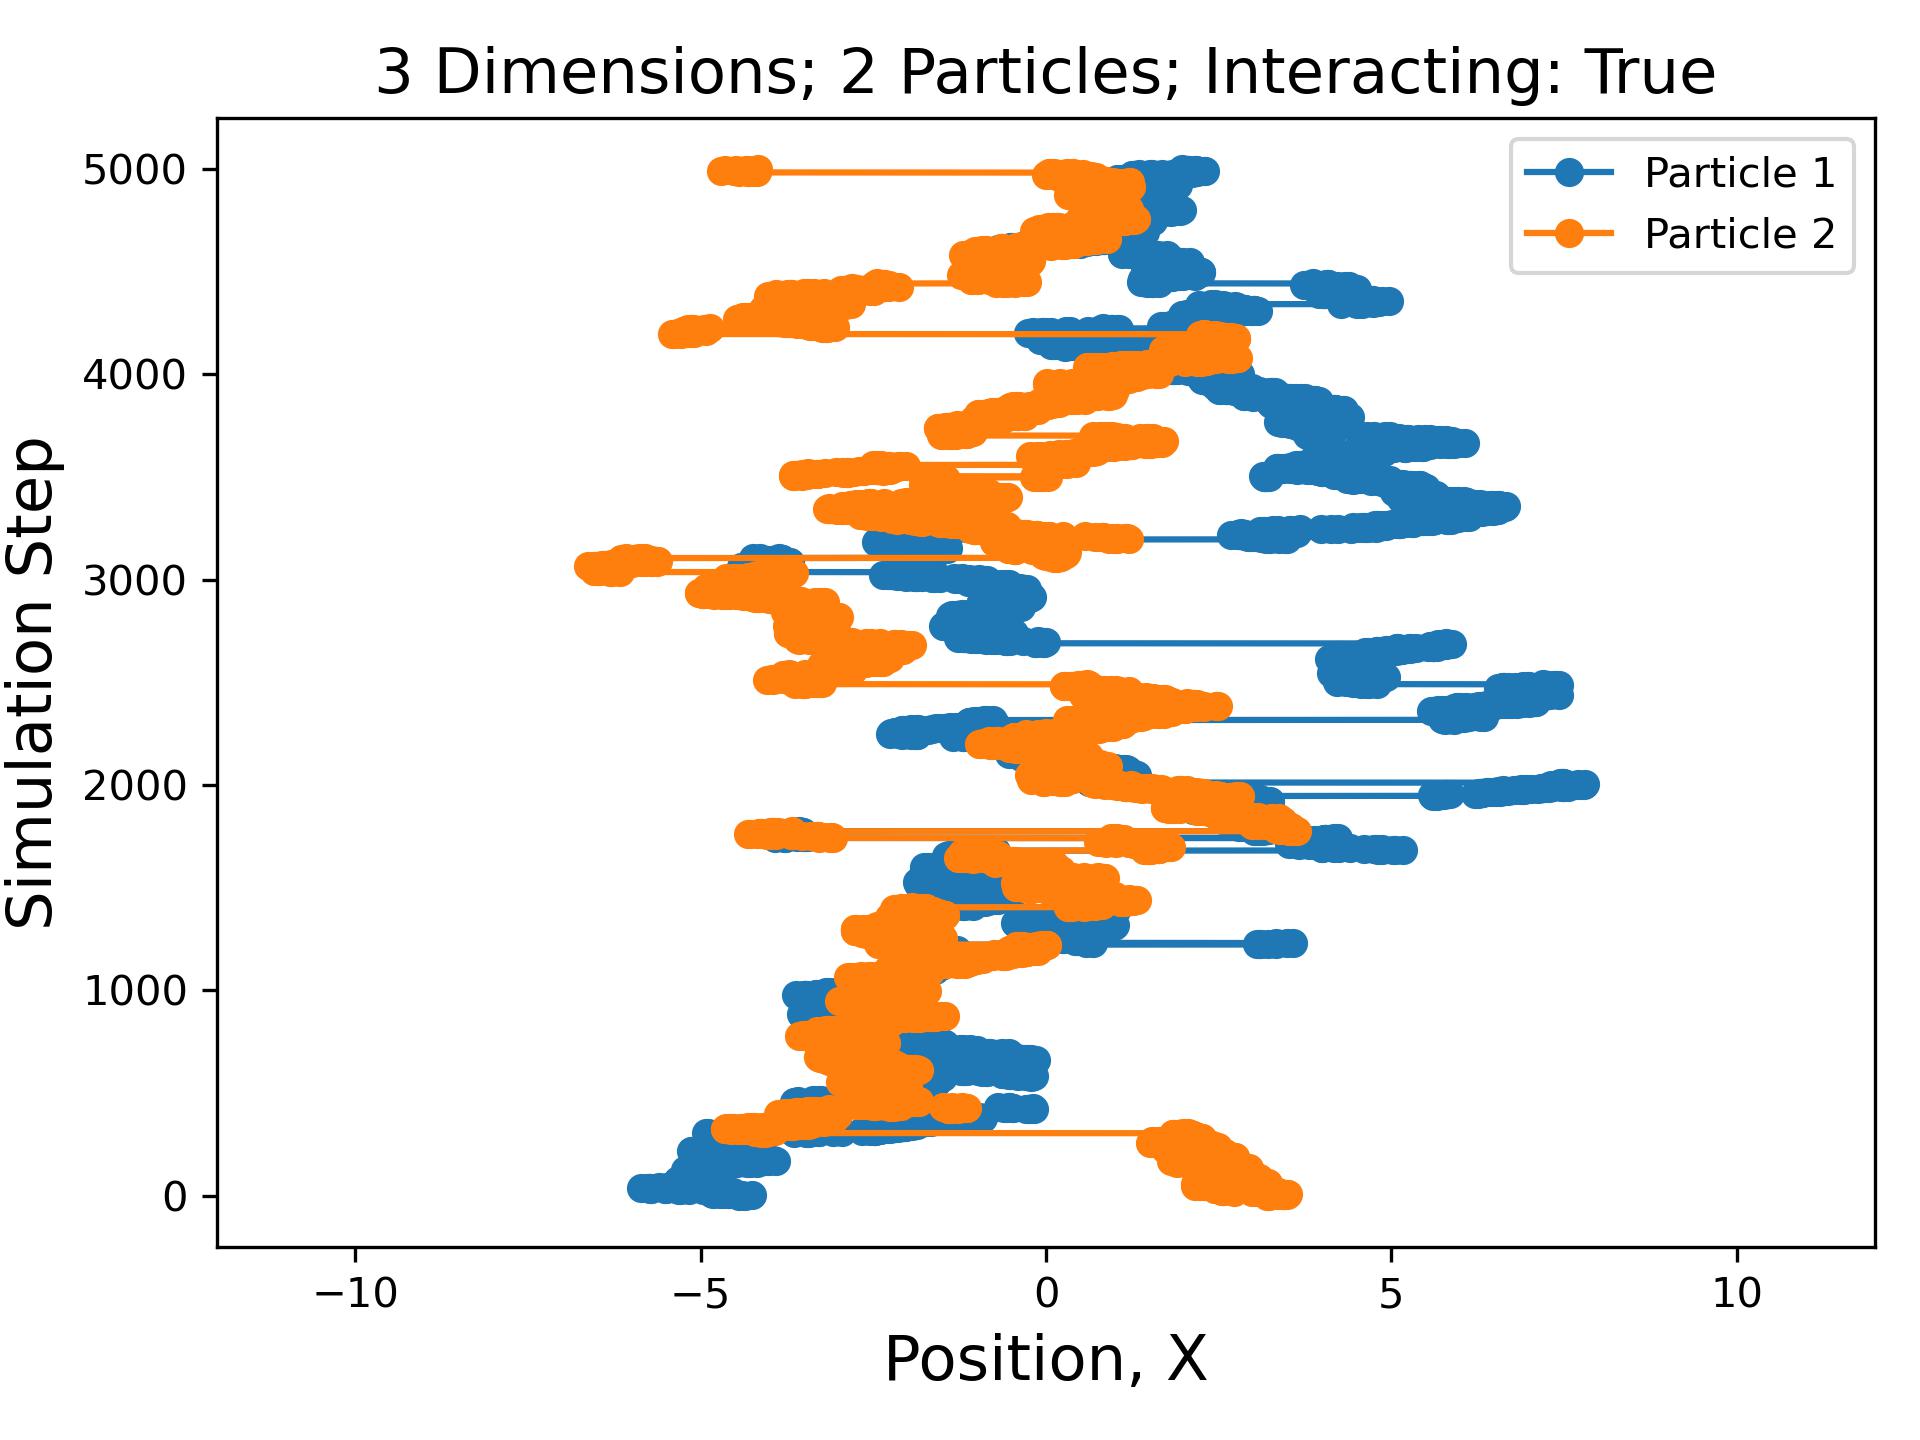 3 Dimensions; 2 Particles; Interacting: True
Particle 1
Particle 2
5000
4000
3000
2000
1000
0
Simulation Step
−10
−5
0
5
10
Position, X